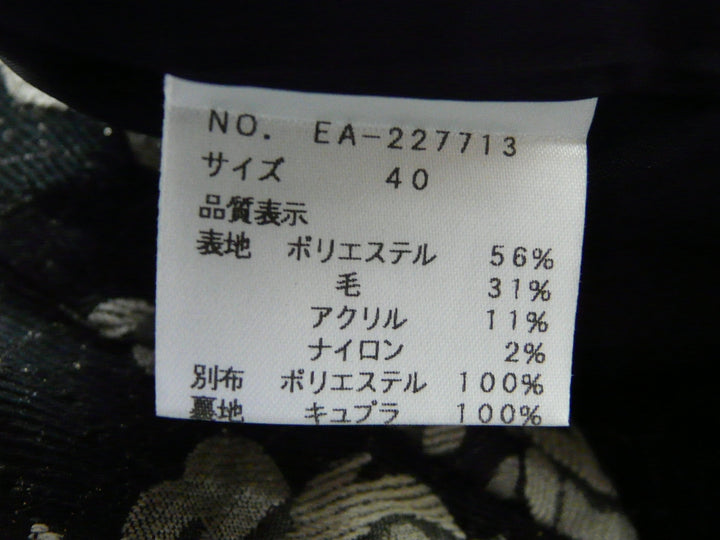 NO. EA-227713
サイズ 40
品質表示
表地 ポリエステル 56%
毛 31%
アクリル 11%
ナイロン 2%
別布 ポリエステル 100%
裏地 キュプラ 100%